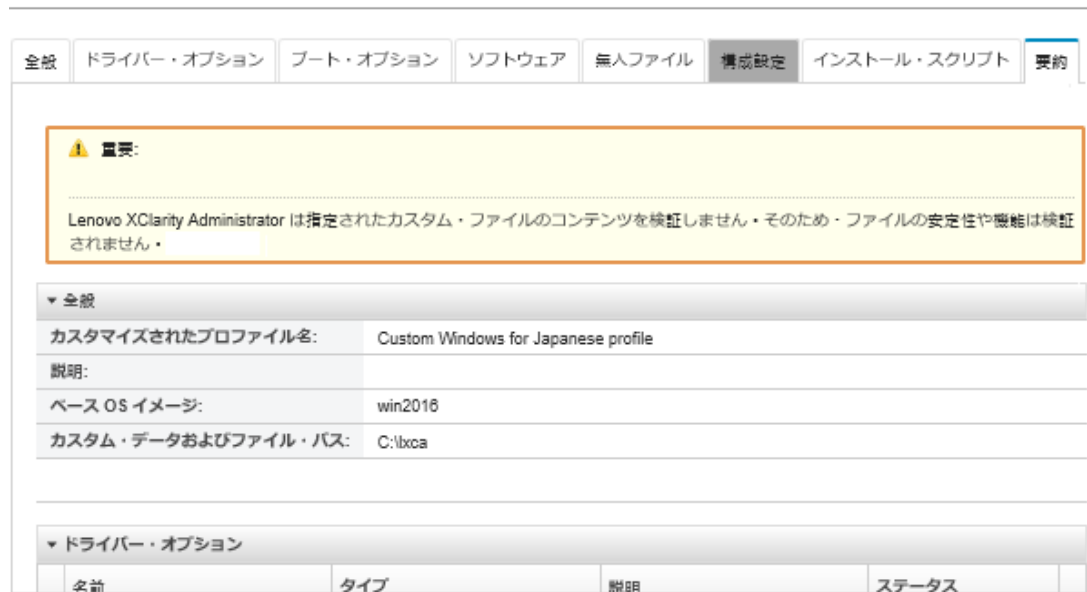 全般 ドライバー・オプション ブート・オプション ソフトウェア 無人ファイル 構成設定 インストール・スクリプト 要約
重要:
Lenovo XClarity Administrator は指定されたカスタム・ファイルのコンテンツを検証しません・そのため・ファイルの安定性や機能は検証
されません・
全般
カスタマイズされたプロファイル名: Custom Windows for Japanese profile
説明:
ベース OS イメージ: win2016
カスタム・データおよびファイル・パス: C:\lxca
ドライバー・オプション
名前 タイプ 説明 ステータス